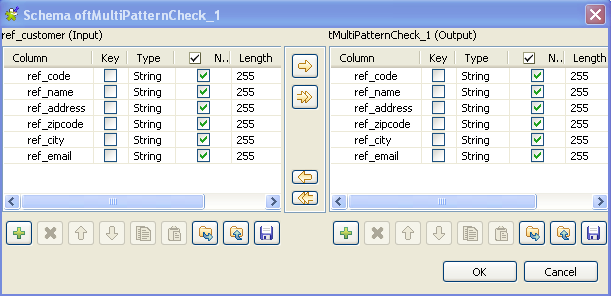 Schema oftMultiPatternCheck_1
ref_customer (Input)
Column Key Type N.. Length
ref_code String 255
ref_name String 255
ref_address String 255
ref_zipcode String 255
ref_city String 255
ref_email String 255
tMultiPatternCheck_1 (Output)
Column Key Type N.. Length
ref_code String 255
ref_name String 255
ref_address String 255
ref_zipcode String 255
ref_city String 255
ref_email String 255
OK Cancel